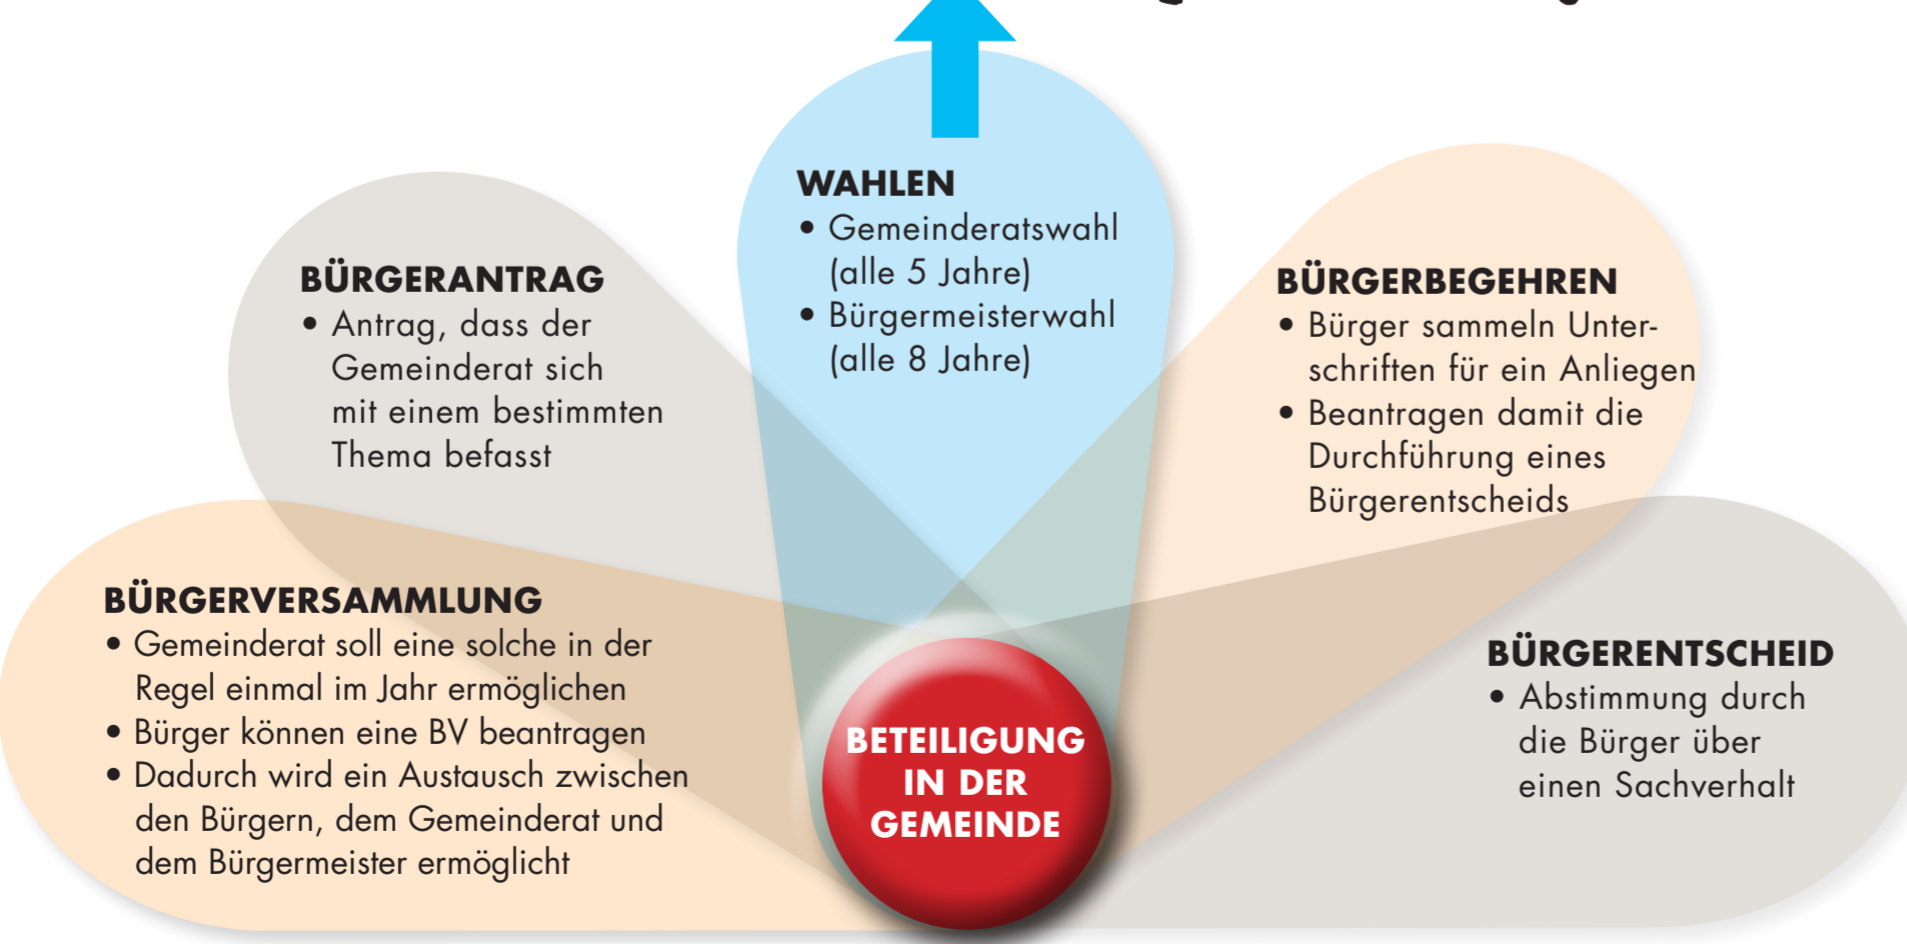 WAHLEN
• Gemeinderatswahl
(alle 5 Jahre)
• Bürgermeisterwahl
(alle 8 Jahre)
BÜRGERANTRAG
• Antrag, dass der
Gemeinderat sich
mit einem bestimmten
Thema befasst
BÜRGERBEGEHREN
• Bürger sammeln Unter-
schriften für ein Anliegen
• Beantragen damit die
Durchführung eines
Bürgerentscheids
BÜRGERVERSAMMLUNG
• Gemeinderat soll eine solche in der
Regel einmal im Jahr ermöglichen
• Bürger können eine BV beantragen
• Dadurch wird ein Austausch zwischen
den Bürgern, dem Gemeinderat und
dem Bürgermeister ermöglicht
BÜRGERENTSCHEID
• Abstimmung durch
die Bürger über
einen Sachverhalt
BETEILIGUNG
IN DER
GEMEINDE